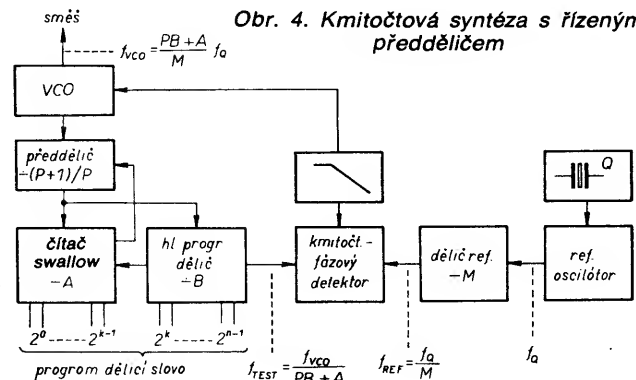 Obr. 4. Kmitočtová syntéza s řízeným
předděličem
směš
f_VCO = PB + A / M f_Q
VCO
předdělič
÷(P+1)/P
čítač
swallow
÷A
hl progr
dělič
÷B
kmitočt.-
fázový
detektor
dělič ref.
÷M
Q
ref.
oscilótor
2^0 ...... 2^k-1
2^k ...... 2^n-1
program dělicí slovo
f_TEST = f_VCO / PB + A
f_REF = f_Q / M
f_Q